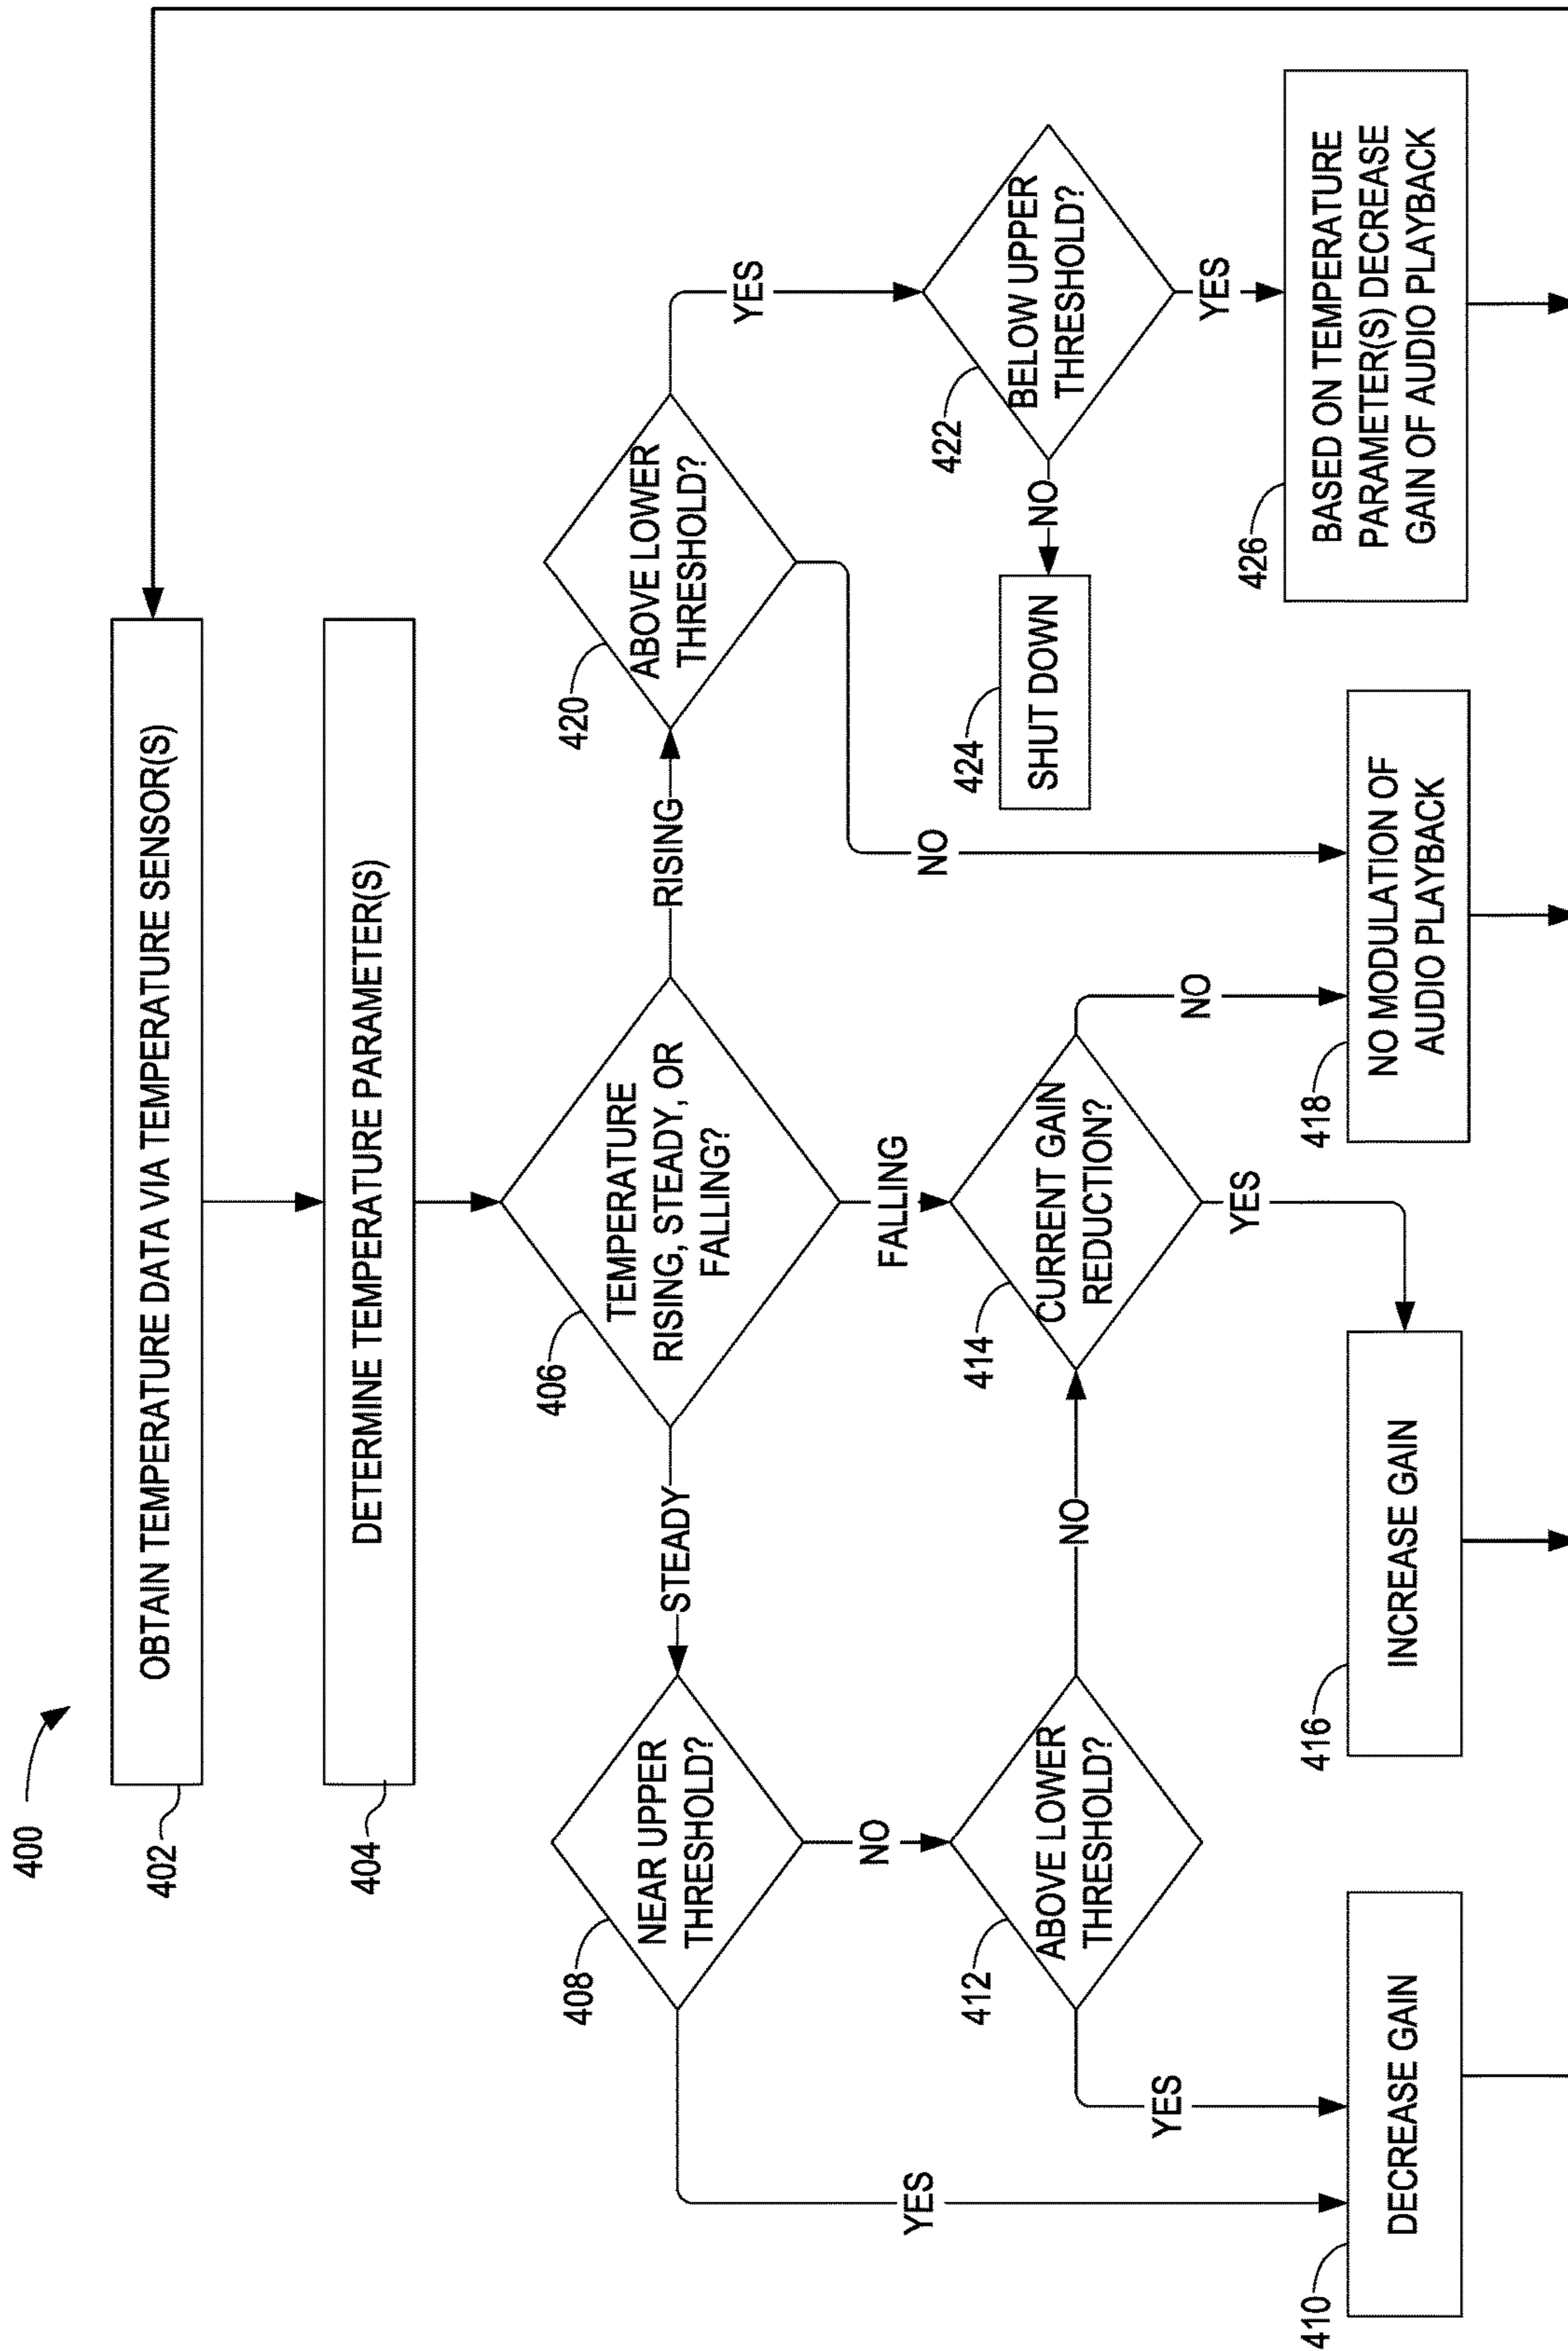 400
402
OBTAIN TEMPERATURE DATA VIA TEMPERATURE SENSOR(S)
404
DETERMINE TEMPERATURE PARAMETER(S)
406
TEMPERATURE
RISING, STEADY, OR
FALLING?
STEADY
RISING
FALLING
408
NEAR UPPER
THRESHOLD?
YES
NO
420
ABOVE LOWER
THRESHOLD?
YES
NO
412
ABOVE LOWER
THRESHOLD?
YES
NO
414
CURRENT GAIN
REDUCTION?
YES
NO
422
BELOW UPPER
THRESHOLD?
NO
YES
424
SHUT DOWN
410
DECREASE GAIN
416
INCREASE GAIN
418
NO MODULATION OF
AUDIO PLAYBACK
426
BASED ON TEMPERATURE
PARAMETER(S) DECREASE
GAIN OF AUDIO PLAYBACK